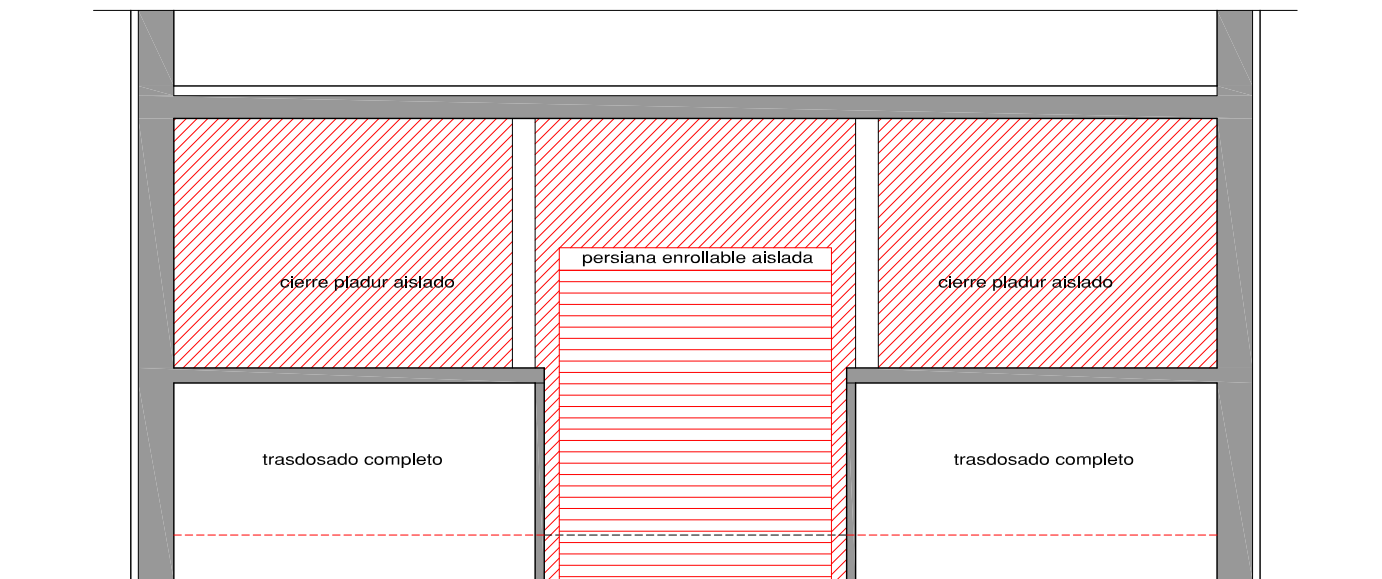 persiana enrollable aislada
cierre pladur aislado
cierre pladur aislado
trasdosado completo
trasdosado completo